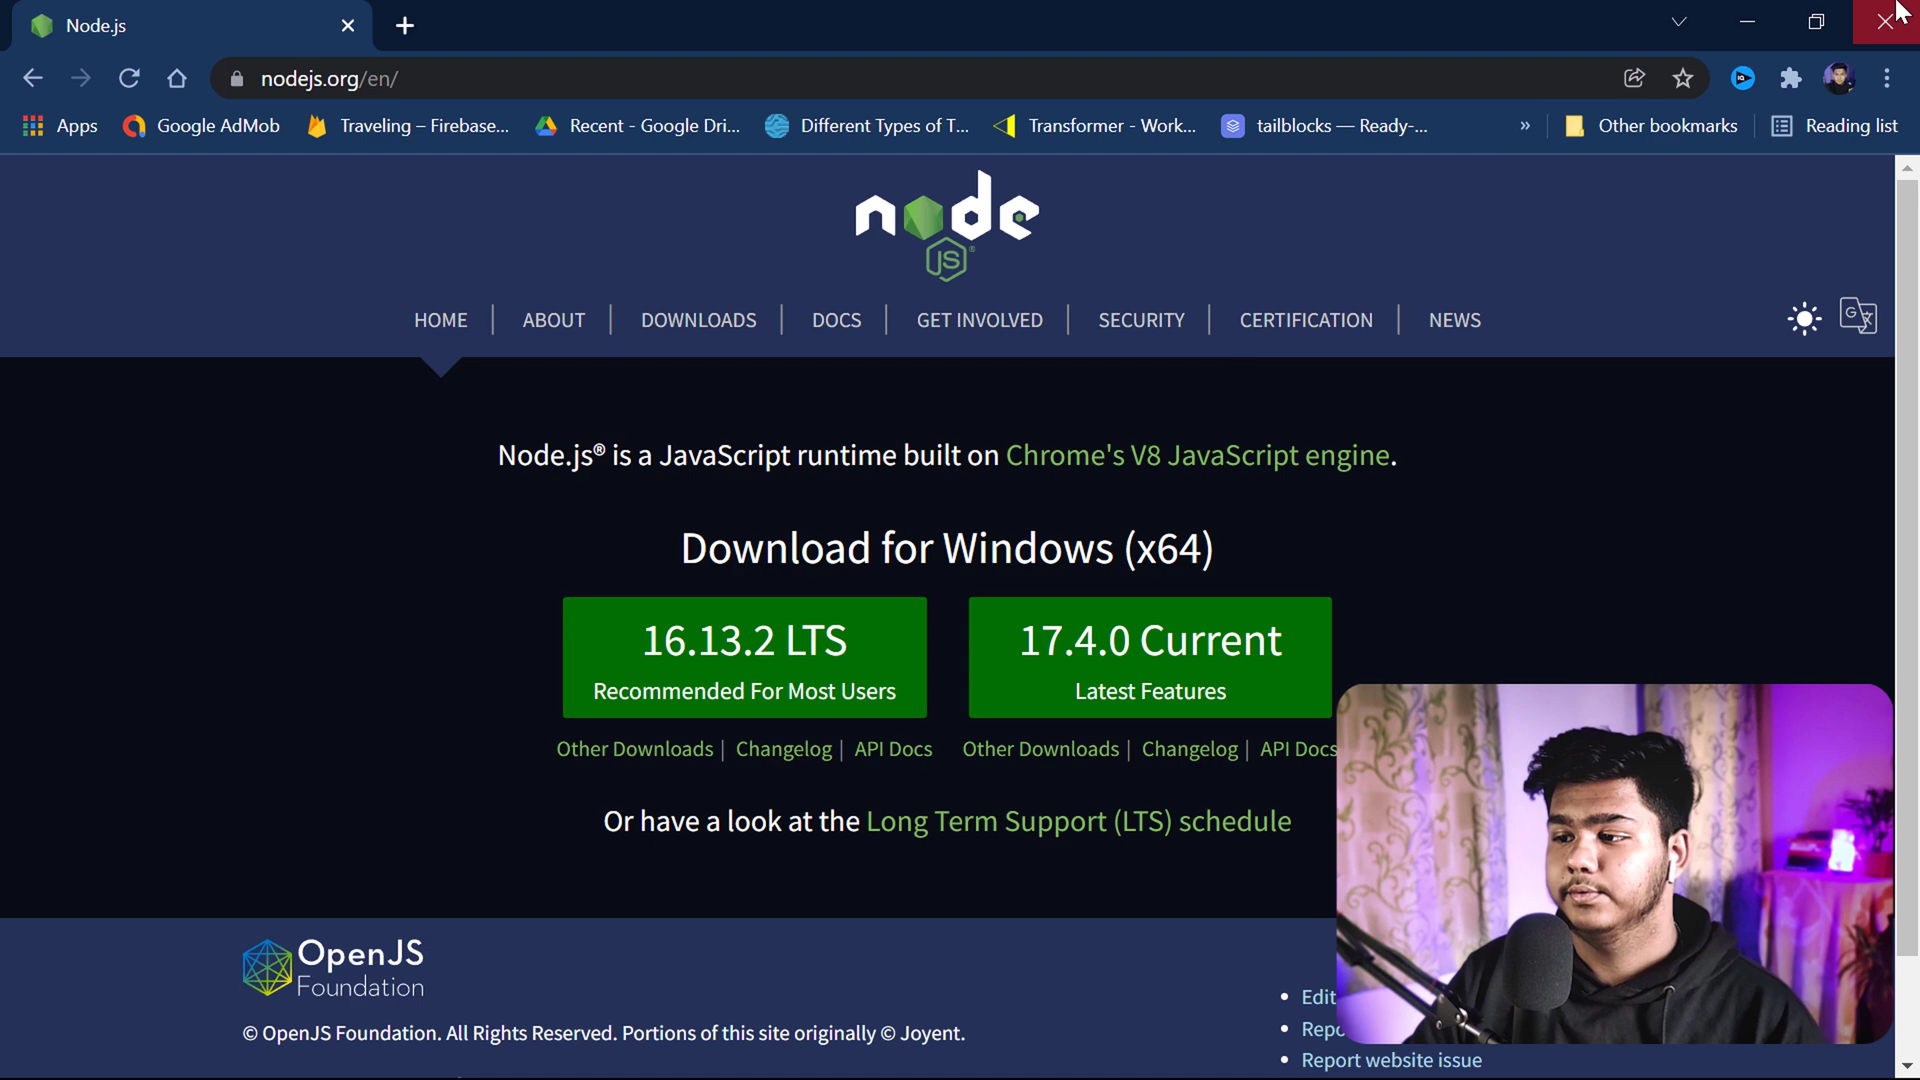 Node.js
nodejs.org/en/
Apps
Google AdMob
Traveling – Firebase...
Recent - Google Dri...
Different Types of T...
Transformer - Work...
tailblocks — Ready-...
»
Other bookmarks
Reading list
node
JS®
HOME
ABOUT
DOWNLOADS
DOCS
GET INVOLVED
SECURITY
CERTIFICATION
NEWS
Node.js® is a JavaScript runtime built on Chrome's V8 JavaScript engine.
Download for Windows (x64)
16.13.2 LTS
Recommended For Most Users
17.4.0 Current
Latest Features
Other Downloads | Changelog | API Docs
Other Downloads | Changelog | API Docs
Or have a look at the Long Term Support (LTS) schedule
OpenJS
Foundation
© OpenJS Foundation. All Rights Reserved. Portions of this site originally © Joyent.
• Edit
• Repo
• Report website issue